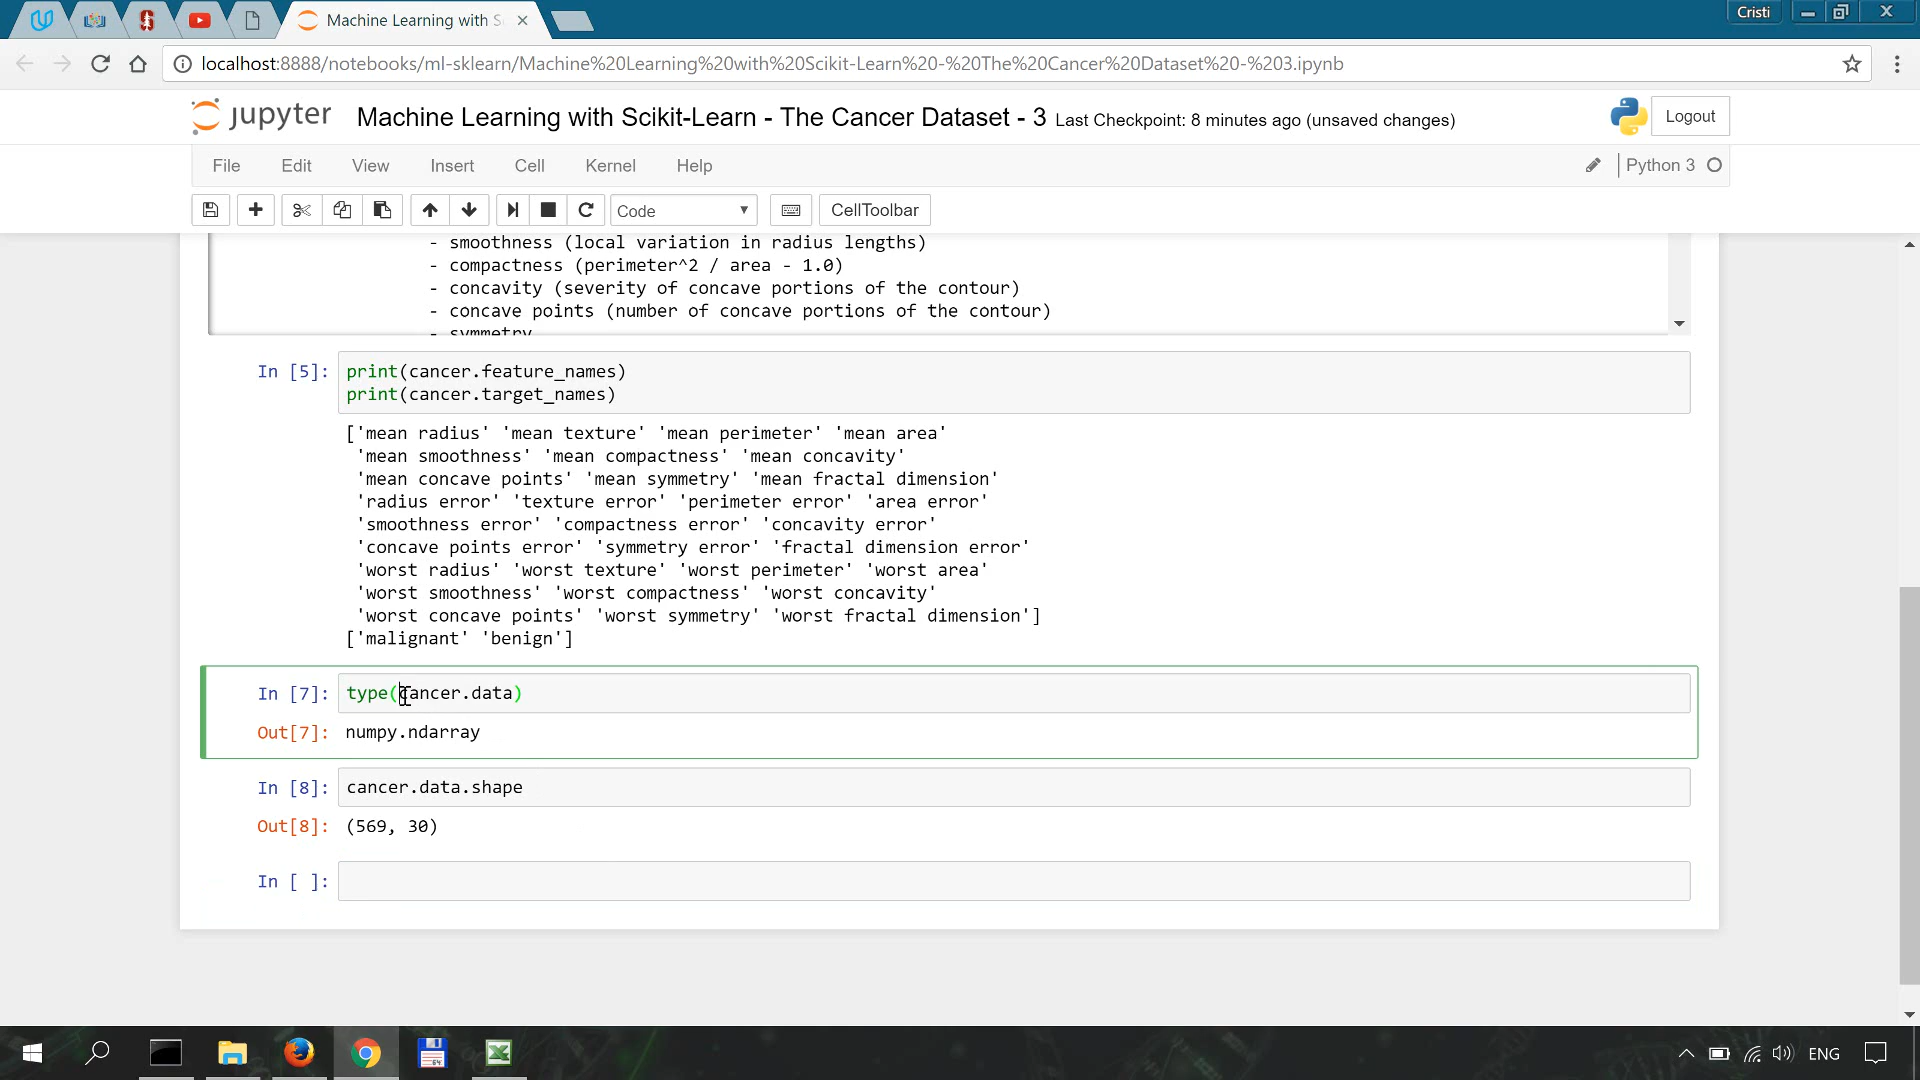 Machine Learning with S
Cristi
localhost:8888/notebooks/ml-sklearn/Machine%20Learning%20with%20Scikit-Learn%20-%20The%20Cancer%20Dataset%20-%203.ipynb
jupyter Machine Learning with Scikit-Learn - The Cancer Dataset - 3 Last Checkpoint: 8 minutes ago (unsaved changes) Logout
File Edit View Insert Cell Kernel Help Python 3
Code CellToolbar
- smoothness (local variation in radius lengths)
- compactness (perimeter^2 / area - 1.0)
- concavity (severity of concave portions of the contour)
- concave points (number of concave portions of the contour)
- symmetry
In [5]: print(cancer.feature_names)
print(cancer.target_names)
['mean radius' 'mean texture' 'mean perimeter' 'mean area'
'mean smoothness' 'mean compactness' 'mean concavity'
'mean concave points' 'mean symmetry' 'mean fractal dimension'
'radius error' 'texture error' 'perimeter error' 'area error'
'smoothness error' 'compactness error' 'concavity error'
'concave points error' 'symmetry error' 'fractal dimension error'
'worst radius' 'worst texture' 'worst perimeter' 'worst area'
'worst smoothness' 'worst compactness' 'worst concavity'
'worst concave points' 'worst symmetry' 'worst fractal dimension']
['malignant' 'benign']
In [7]: type(cancer.data)
Out[7]: numpy.ndarray
In [8]: cancer.data.shape
Out[8]: (569, 30)
In [ ]:
64
ENG